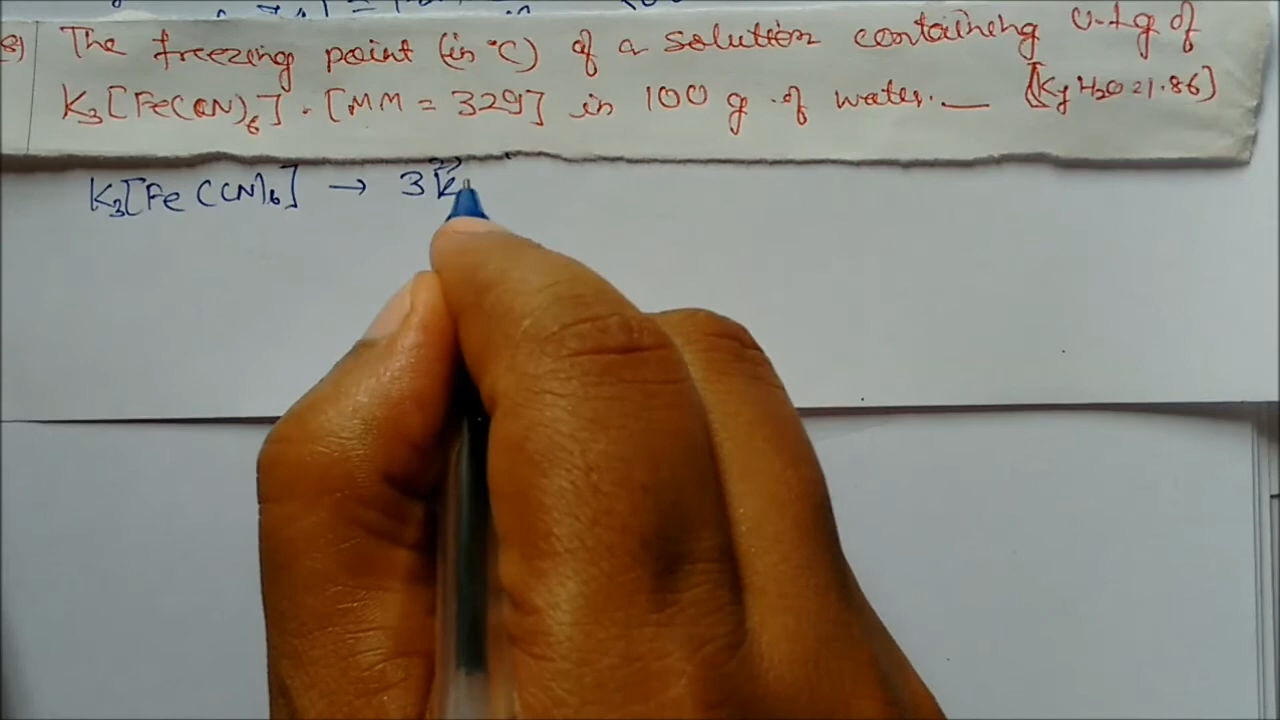 8) The freezing point (in °C) of a solution containing 0.1g of
K₃[Fe(CN)₆] . [MM = 329] in 100 g of water. — [Kf H₂O = 1.86]
K₃[Fe(CN)₆] → 3[K